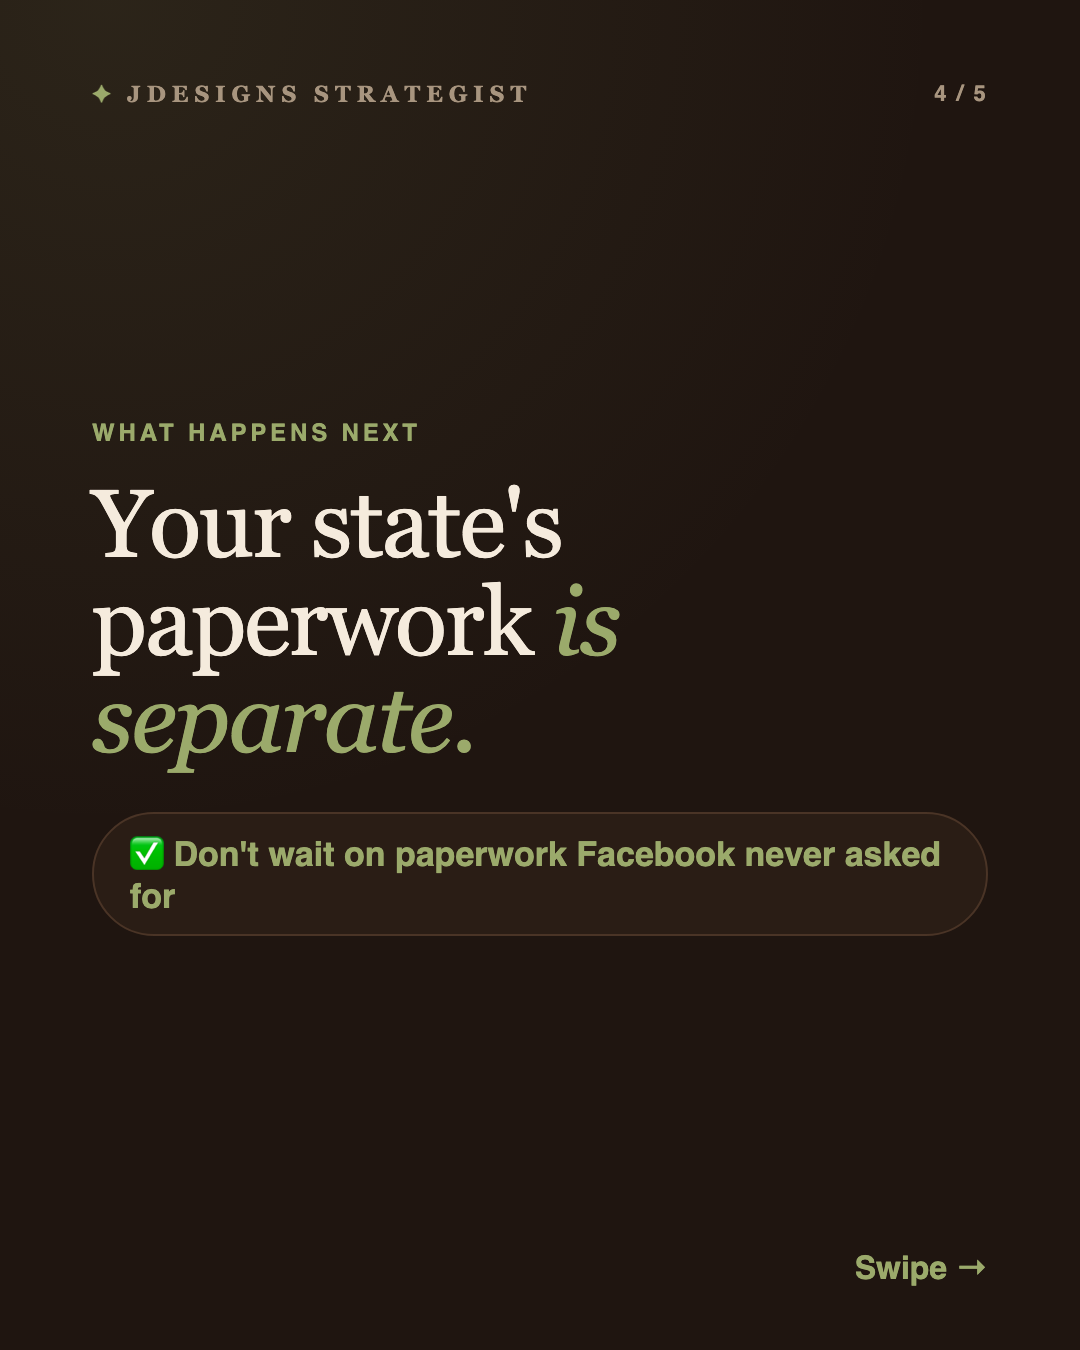 ✦ JDESIGNS STRATEGIST
4 / 5
WHAT HAPPENS NEXT
Your state's
paperwork is
separate.
✅ Don't wait on paperwork Facebook never asked
for
Swipe →